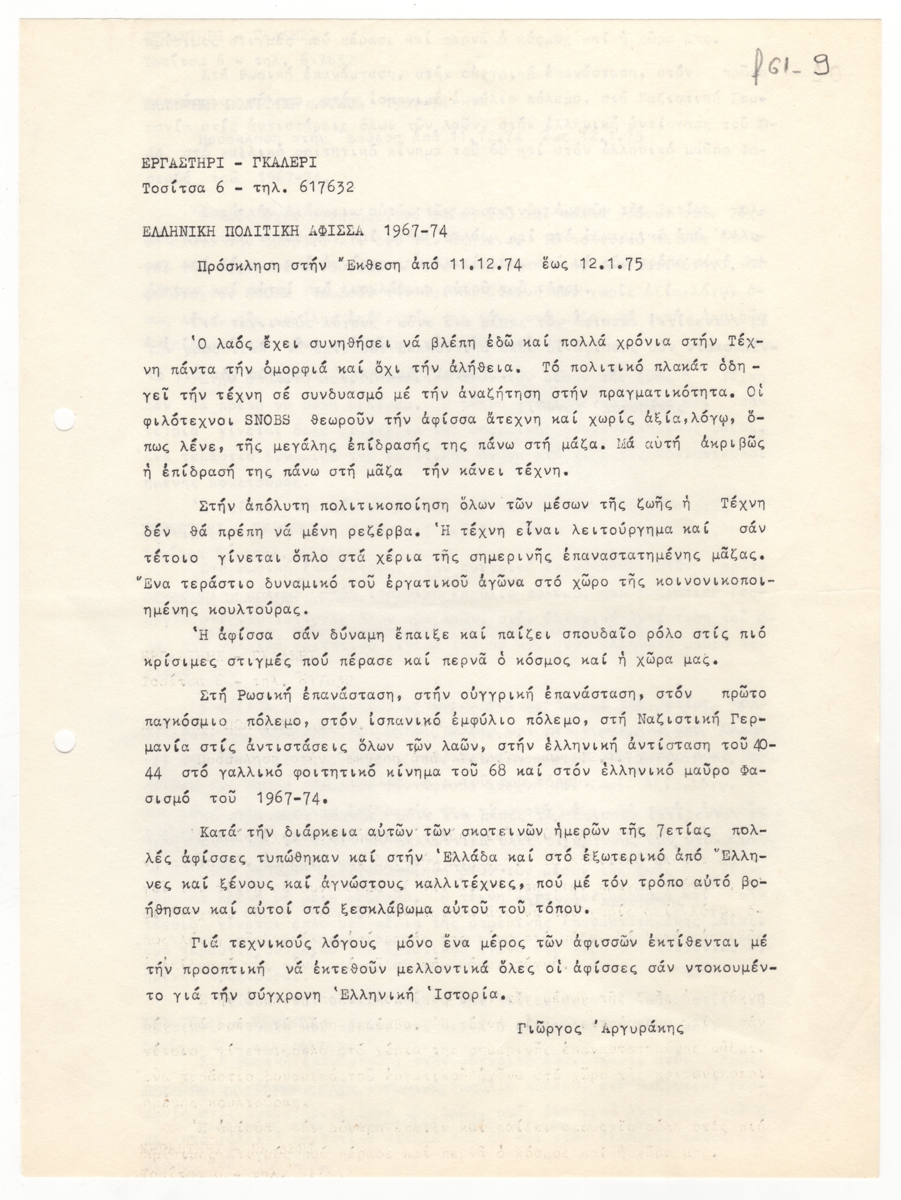 f61-9
ΕΡΓΑΣΤΗΡΙ - ΓΚΑΛΕΡΙ
Τοσίτσα 6 - τηλ. 617632
ΕΛΛΗΝΙΚΗ ΠΟΛΙΤΙΚΗ ΑΦΙΣΣΑ 1967-74
Πρόσκληση στήν Ἔκθεση ἀπό 11.12.74 ἕως 12.1.75
Ὁ λαός ἔχει συνηθήσει νά βλέπη ἐδῶ καί πολλά χρόνια στήν Τέχ-
νη πάντα τήν ὀμορφιά καί ὄχι τήν ἀλήθεια. Τό πολιτικό πλακάτ ὁδη -
γεῖ τήν τέχνη σέ συνδυασμό μέ τήν ἀναζήτηση στήν πραγματικότητα. Οἱ
φιλότεχνοι SNOBS θεωροῦν τήν ἀφίσσα ἄτεχνη καί χωρίς ἀξία,λόγῳ, ὅ-
πως λένε, τῆς μεγάλης ἐπίδρασής της πάνω στή μᾶζα. Μά αὐτή ἀκριβῶς
ἡ ἐπίδρασή της πάνω στή μᾶζα τήν κάνει τέχνη.
Στήν ἀπόλυτη πολιτικοποίηση ὅλων τῶν μέσων τῆς ζωῆς ἡ Τέχνη
δέν θά πρέπη νά μένη ρεζέρβα. Ἡ τέχνη εἶναι λειτούργημα καί σάν
τέτοιο γίνεται ὅπλο στά χέρια τῆς σημερινῆς ἐπαναστατημένης μᾶζας.
Ἕνα τεράστιο δυναμικό τοῦ ἐργατικοῦ ἀγῶνα στό χῶρο τῆς κοινονικοποι-
ημένης κουλτούρας.
Ἡ ἀφίσσα σάν δύναμη ἔπαιξε καί παίζει σπουδαῖο ρόλο στίς πιό
κρίσιμες στιγμές πού πέρασε καί περνᾶ ὁ κόσμος καί ἡ χῶρα μας.
Στή Ρωσική ἐπανάσταση, στήν οὑγγρική ἐπανάσταση, στόν πρῶτο
παγκόσμιο πόλεμο, στόν ἰσπανικό ἐμφύλιο πόλεμο, στή Ναζιστική Γερ-
μανία στίς ἀντιστάσεις ὅλων τῶν λαῶν, στήν ἑλληνική ἀντίσταση τοῦ 40-
44 στό γαλλικό φοιτητικό κίνημα τοῦ 68 καί στόν ἑλληνικό μαῦρο Φα-
σισμό τοῦ 1967-74.
Κατά τήν διάρκεια αὐτῶν τῶν σκοτεινῶν ἡμερῶν τῆς 7ετίας πολ-
λές ἀφίσσες τυπώθηκαν καί στήν Ἑλλάδα καί στό ἐξωτερικό ἀπό Ἕλλη-
νες καί ξένους καί ἀγνώστους καλλιτέχνες, πού μέ τόν τρόπο αὐτό βο-
ήθησαν καί αὐτοί στό ξεσκλάβωμα αὐτοῦ τοῦ τόπου.
Γιά τεχνικούς λόγους μόνο ἕνα μέρος τῶν ἀφισσῶν ἐκτίθενται μέ
τήν προοπτική νά ἐκτεθοῦν μελλοντικά ὅλες οἱ ἀφίσσες σάν ντοκουμέν-
το γιά τήν σύγχρονη Ἑλληνική Ἱστορία.
Γιῶργος Ἀργυράκης